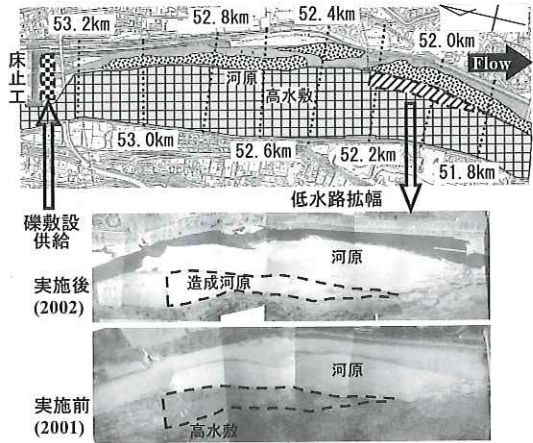 53.2km
52.8km
52.4km
52.0km
床止工
Flow
河原
高水敷
53.0km
52.6km
52.2km
51.8km
低水路拡幅
礫敷設
供給
河原
造成河原
実施後
(2002)
河原
実施前
(2001)
高水敷